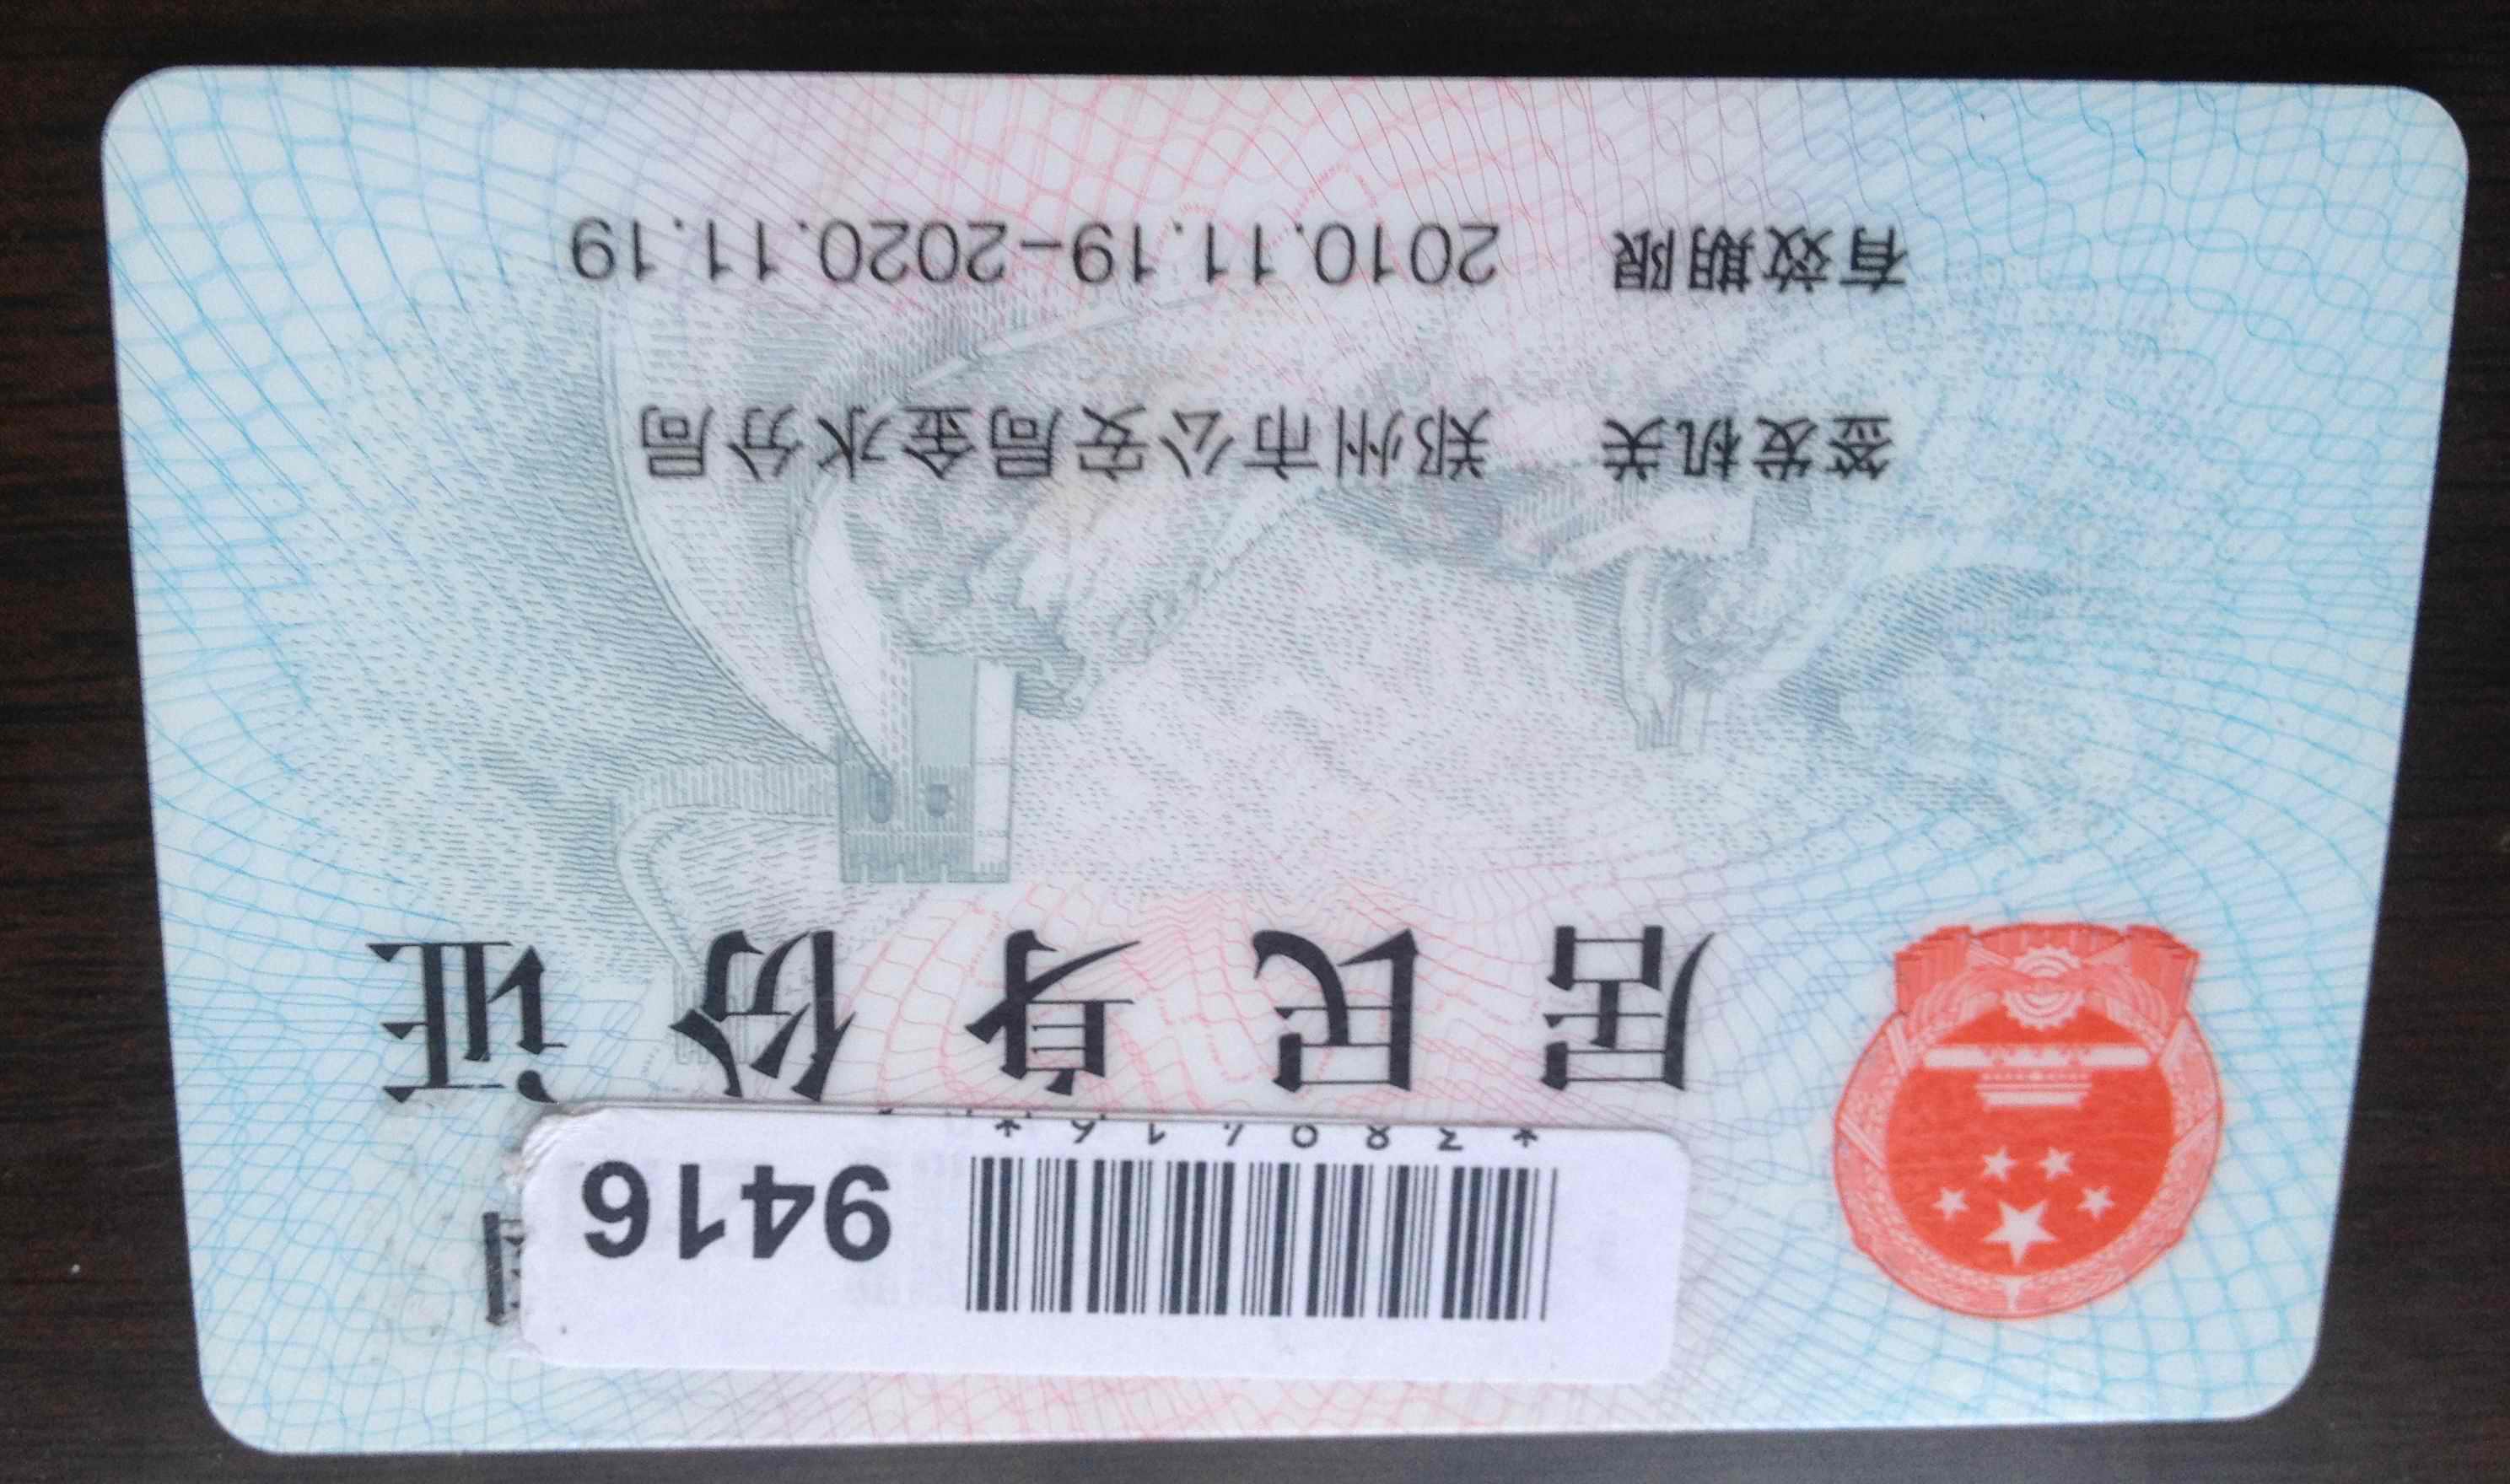 9416
居民身份证
签发机关 郑州市公安局金水分局
有效期限 2010.11.19-2020.11.19